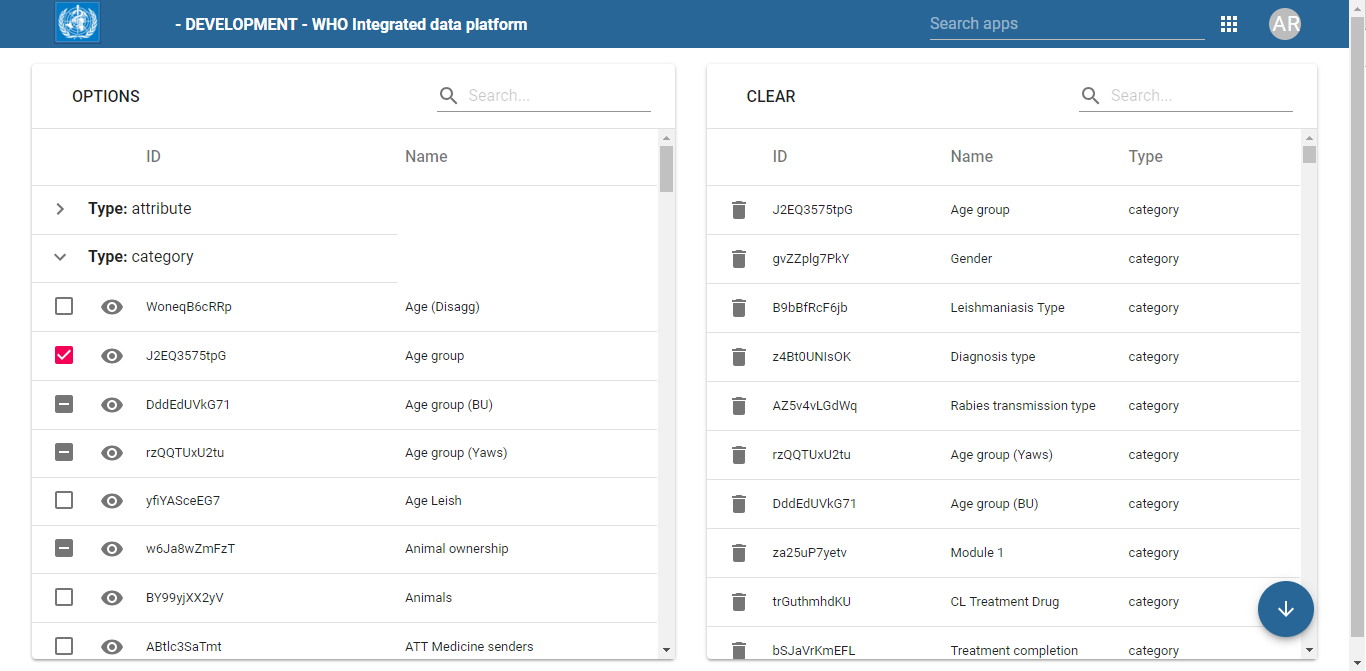 - DEVELOPMENT - WHO Integrated data platform
Search apps
AR
OPTIONS
Search...
ID Name
Type: attribute
Type: category
WoneqB6cRRp Age (Disagg)
J2EQ3575tpG Age group
DddEdUVkG71 Age group (BU)
rzQQTUxU2tu Age group (Yaws)
yfiYASceEG7 Age Leish
w6Ja8wZmFzT Animal ownership
BY99yjXX2yV Animals
ABtlc3SaTmt ATT Medicine senders
CLEAR
Search...
ID Name Type
J2EQ3575tpG Age group category
gvZZplg7PkY Gender category
B9bBfRcF6jb Leishmaniasis Type category
z4Bt0UNIsOK Diagnosis type category
AZ5v4vLGdWq Rabies transmission type category
rzQQTUxU2tu Age group (Yaws) category
DddEdUVkG71 Age group (BU) category
za25uP7yetv Module 1 category
trGuthmhdKU CL Treatment Drug category
bSJaVrKmEFL Treatment completion category